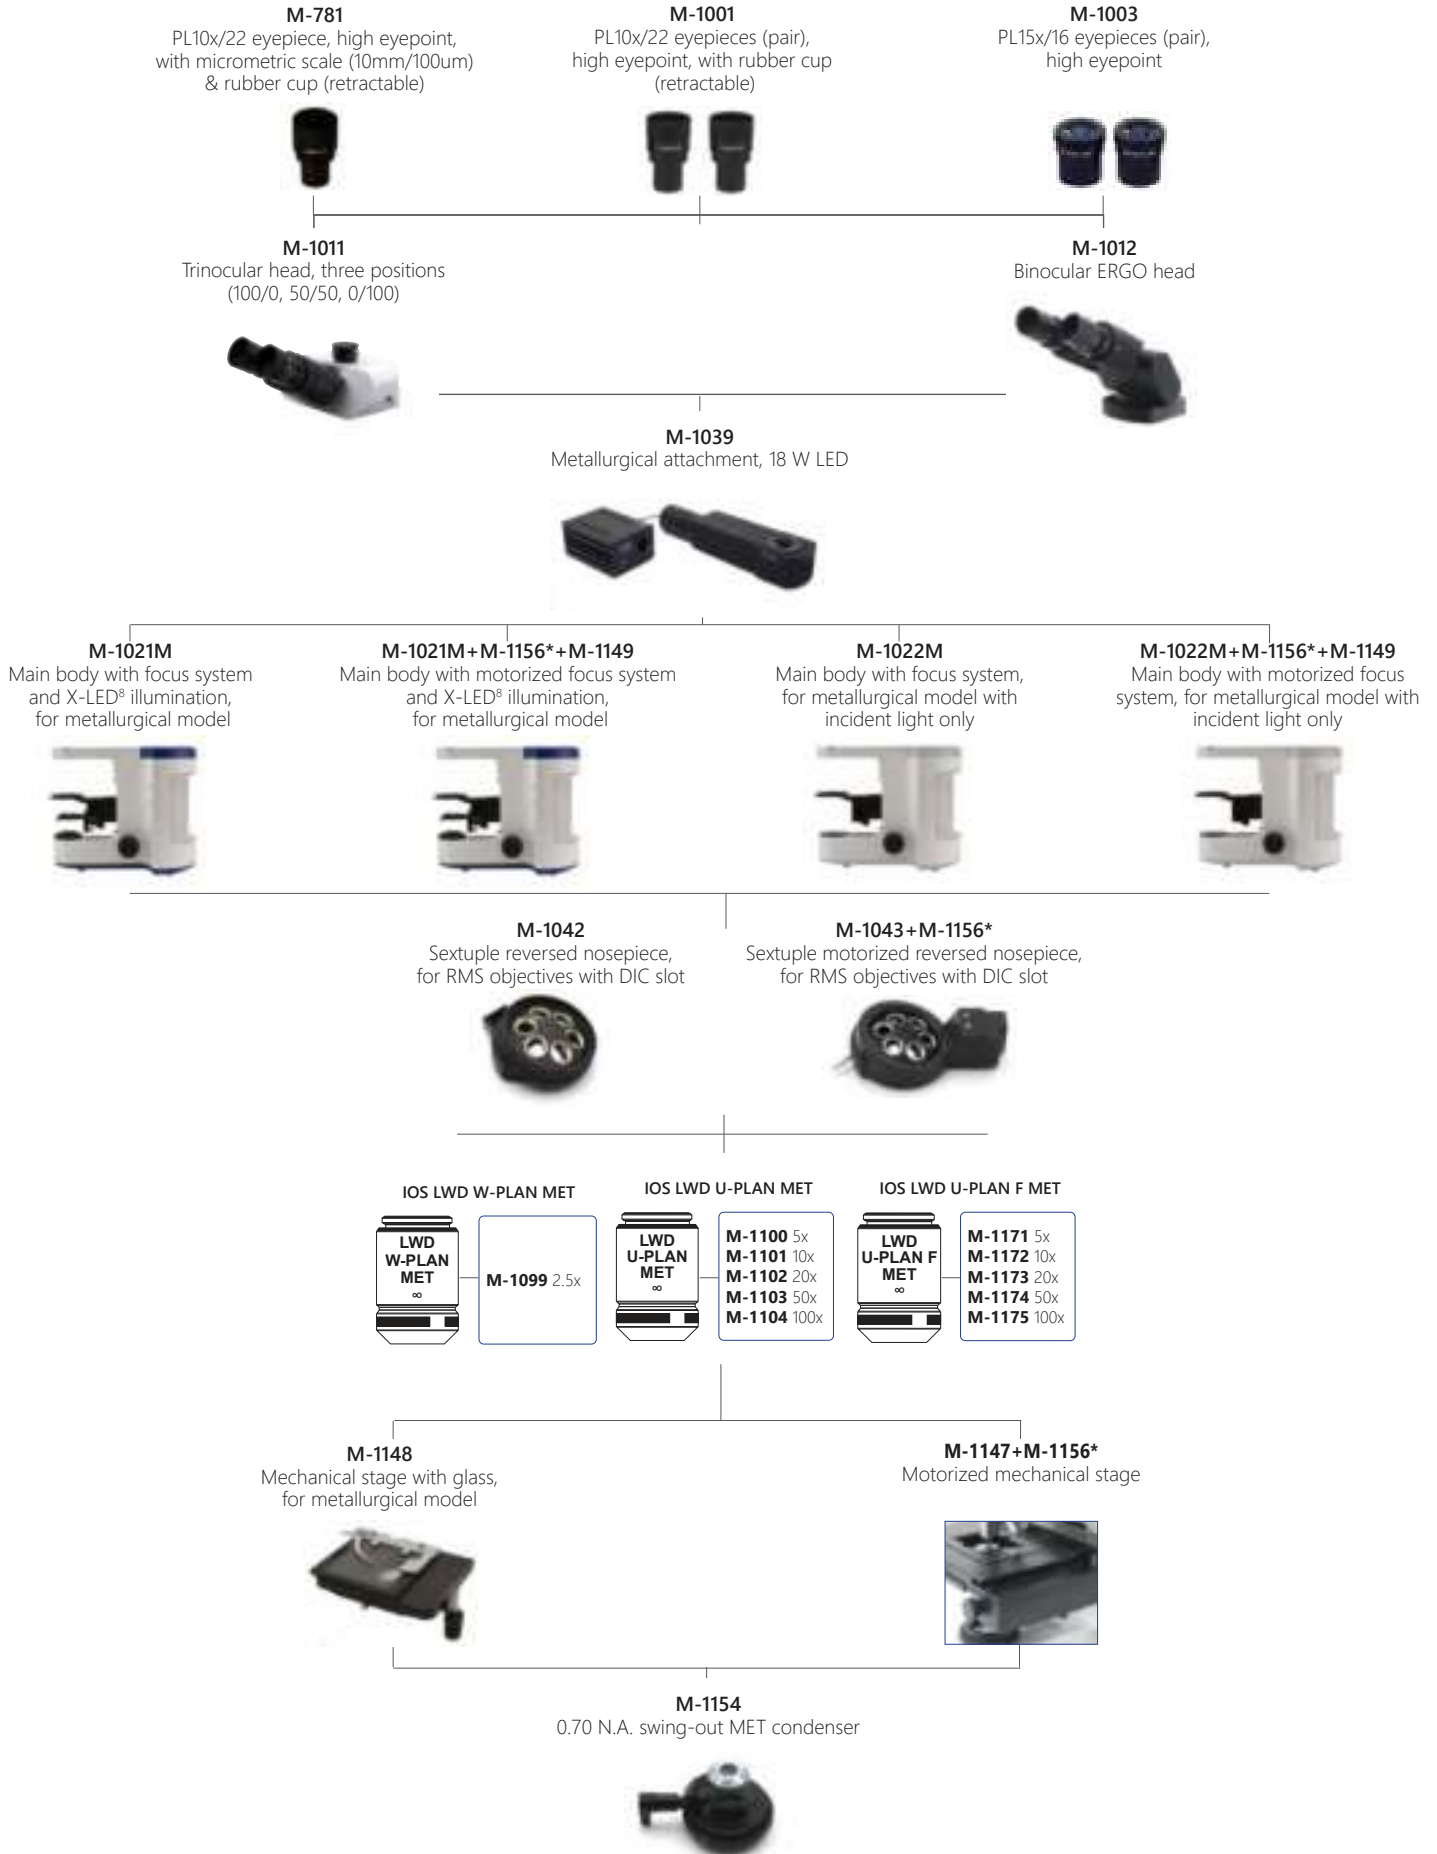 M-781
PL10x/22 eyepiece, high eyepoint,
with micrometric scale (10mm/100um)
& rubber cup (retractable)
M-1001
PL10x/22 eyepieces (pair),
high eyepoint, with rubber cup
(retractable)
M-1003
PL15x/16 eyepieces (pair),
high eyepoint
M-1011
Trinocular head, three positions
(100/0, 50/50, 0/100)
M-1012
Binocular ERGO head
M-1039
Metallurgical attachment, 18 W LED
M-1021M
Main body with focus system
and X-LED⁸ illumination,
for metallurgical model
M-1021M+M-1156*+M-1149
Main body with motorized focus system
and X-LED⁸ illumination,
for metallurgical model
M-1022M
Main body with focus system,
for metallurgical model with
incident light only
M-1022M+M-1156*+M-1149
Main body with motorized focus
system, for metallurgical model with
incident light only
M-1042
Sextuple reversed nosepiece,
for RMS objectives with DIC slot
M-1043+M-1156*
Sextuple motorized reversed nosepiece,
for RMS objectives with DIC slot
IOS LWD W-PLAN MET
LWD
W-PLAN
MET
∞
M-1099 2.5x
IOS LWD U-PLAN MET
LWD
U-PLAN
MET
∞
M-1100 5x
M-1101 10x
M-1102 20x
M-1103 50x
M-1104 100x
IOS LWD U-PLAN F MET
LWD
U-PLAN F
MET
∞
M-1171 5x
M-1172 10x
M-1173 20x
M-1174 50x
M-1175 100x
M-1148
Mechanical stage with glass,
for metallurgical model
M-1147+M-1156*
Motorized mechanical stage
M-1154
0.70 N.A. swing-out MET condenser